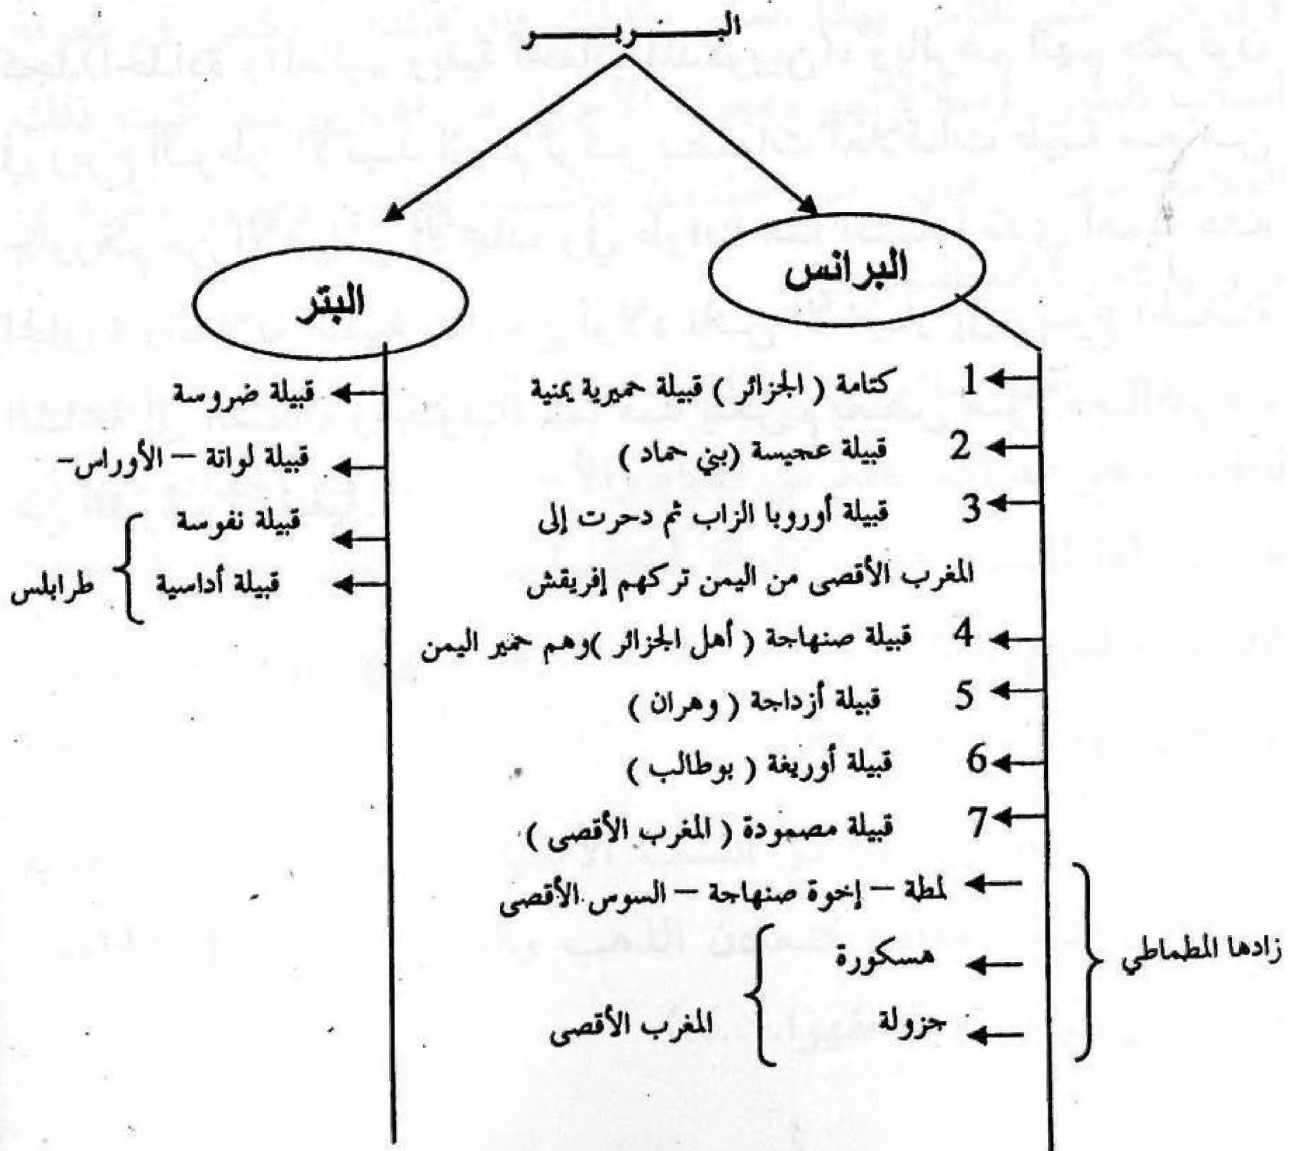 البـــــربـــــر
البرانس
1 كتامة ( الجزائر ) قبيلة حميرية يمنية
2 قبيلة عجيسة (بني حماد )
3 قبيلة أوروبا الزاب ثم دحرت إلى
المغرب الأقصى من اليمن تركهم إفريقش
4 قبيلة صنهاجة ( أهل الجزائر )وهم حمير اليمن
5 قبيلة أزداجة ( وهران )
6 قبيلة أوريغة ( بوطالب )
7 قبيلة مصمودة ( المغرب الأقصى )
لمطة – إخوة صنهاجة – السوس الأقصى
هسكورة
جزولة
المغرب الأقصى
زادها المطماطي
البتر
قبيلة ضروسة
قبيلة لواتة – الأوراس-
قبيلة نفوسة
قبيلة أداسية
طرابلس